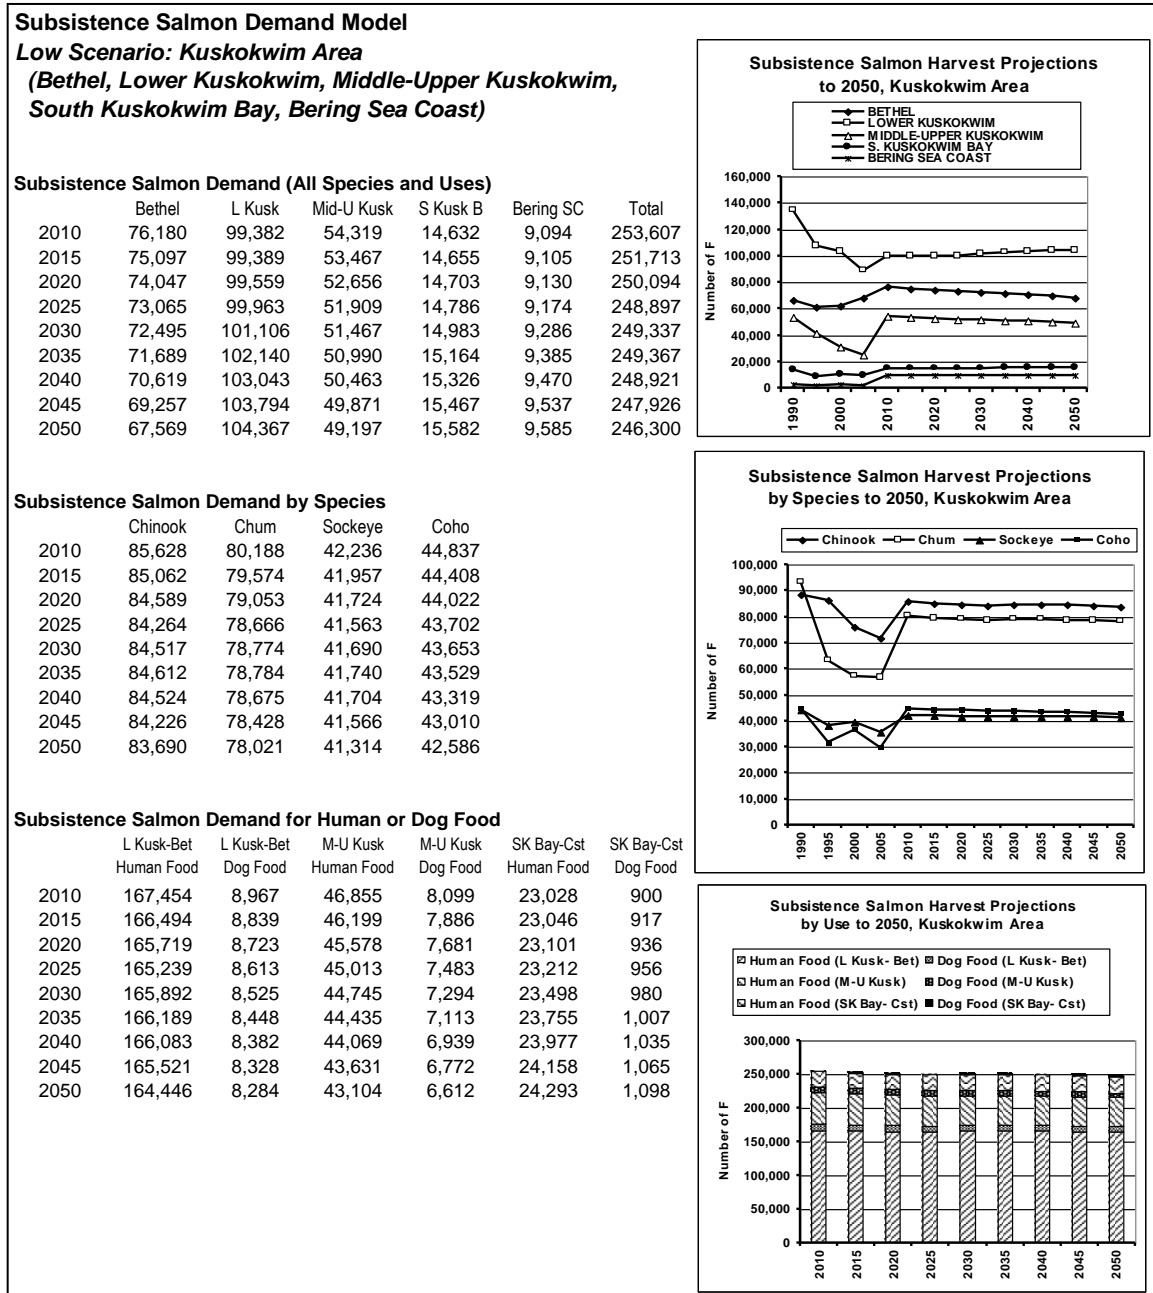 Subsistence Salmon Demand Model
Low Scenario: Kuskokwim Area
(Bethel, Lower Kuskokwim, Middle-Upper Kuskokwim,
South Kuskokwim Bay, Bering Sea Coast)
Subsistence Salmon Demand (All Species and Uses)
Bethel L Kusk Mid-U Kusk S Kusk B Bering SC Total
2010 76,180 99,382 54,319 14,632 9,094 253,607
2015 75,097 99,389 53,467 14,655 9,105 251,713
2020 74,047 99,559 52,656 14,703 9,130 250,094
2025 73,065 99,963 51,909 14,786 9,174 248,897
2030 72,495 101,106 51,467 14,983 9,286 249,337
2035 71,689 102,140 50,990 15,164 9,385 249,367
2040 70,619 103,043 50,463 15,326 9,470 248,921
2045 69,257 103,794 49,871 15,467 9,537 247,926
2050 67,569 104,367 49,197 15,582 9,585 246,300
Subsistence Salmon Demand by Species
Chinook Chum Sockeye Coho
2010 85,628 80,188 42,236 44,837
2015 85,062 79,574 41,957 44,408
2020 84,589 79,053 41,724 44,022
2025 84,264 78,666 41,563 43,702
2030 84,517 78,774 41,690 43,653
2035 84,612 78,784 41,740 43,529
2040 84,524 78,675 41,704 43,319
2045 84,226 78,428 41,566 43,010
2050 83,690 78,021 41,314 42,586
Subsistence Salmon Demand for Human or Dog Food
L Kusk-Bet L Kusk-Bet M-U Kusk M-U Kusk SK Bay-Cst SK Bay-Cst
Human Food Dog Food Human Food Dog Food Human Food Dog Food
2010 167,454 8,967 46,855 8,099 23,028 900
2015 166,494 8,839 46,199 7,886 23,046 917
2020 165,719 8,723 45,578 7,681 23,101 936
2025 165,239 8,613 45,013 7,483 23,212 956
2030 165,892 8,525 44,745 7,294 23,498 980
2035 166,189 8,448 44,435 7,113 23,755 1,007
2040 166,083 8,382 44,069 6,939 23,977 1,035
2045 165,521 8,328 43,631 6,772 24,158 1,065
2050 164,446 8,284 43,104 6,612 24,293 1,098
Subsistence Salmon Harvest Projections
to 2050, Kuskokwim Area
BETHEL
LOWER KUSKOKWIM
MIDDLE-UPPER KUSKOKWIM
S. KUSKOKWIM BAY
BERING SEA COAST
Number of F
160,000
140,000
120,000
100,000
80,000
60,000
40,000
20,000
0
1990 2000 2010 2020 2030 2040 2050
Subsistence Salmon Harvest Projections
by Species to 2050, Kuskokwim Area
Chinook Chum Sockeye Coho
Number of F
100,000
90,000
80,000
70,000
60,000
50,000
40,000
30,000
20,000
10,000
0
1990 1995 2000 2005 2010 2015 2020 2025 2030 2035 2040 2045 2050
Subsistence Salmon Harvest Projections
by Use to 2050, Kuskokwim Area
Human Food (L Kusk- Bet) Dog Food (L Kusk- Bet)
Human Food (M-U Kusk) Dog Food (M-U Kusk)
Human Food (SK Bay- Cst) Dog Food (SK Bay- Cst)
Number of F
300,000
250,000
200,000
150,000
100,000
50,000
0
2010 2015 2020 2025 2030 2035 2040 2045 2050